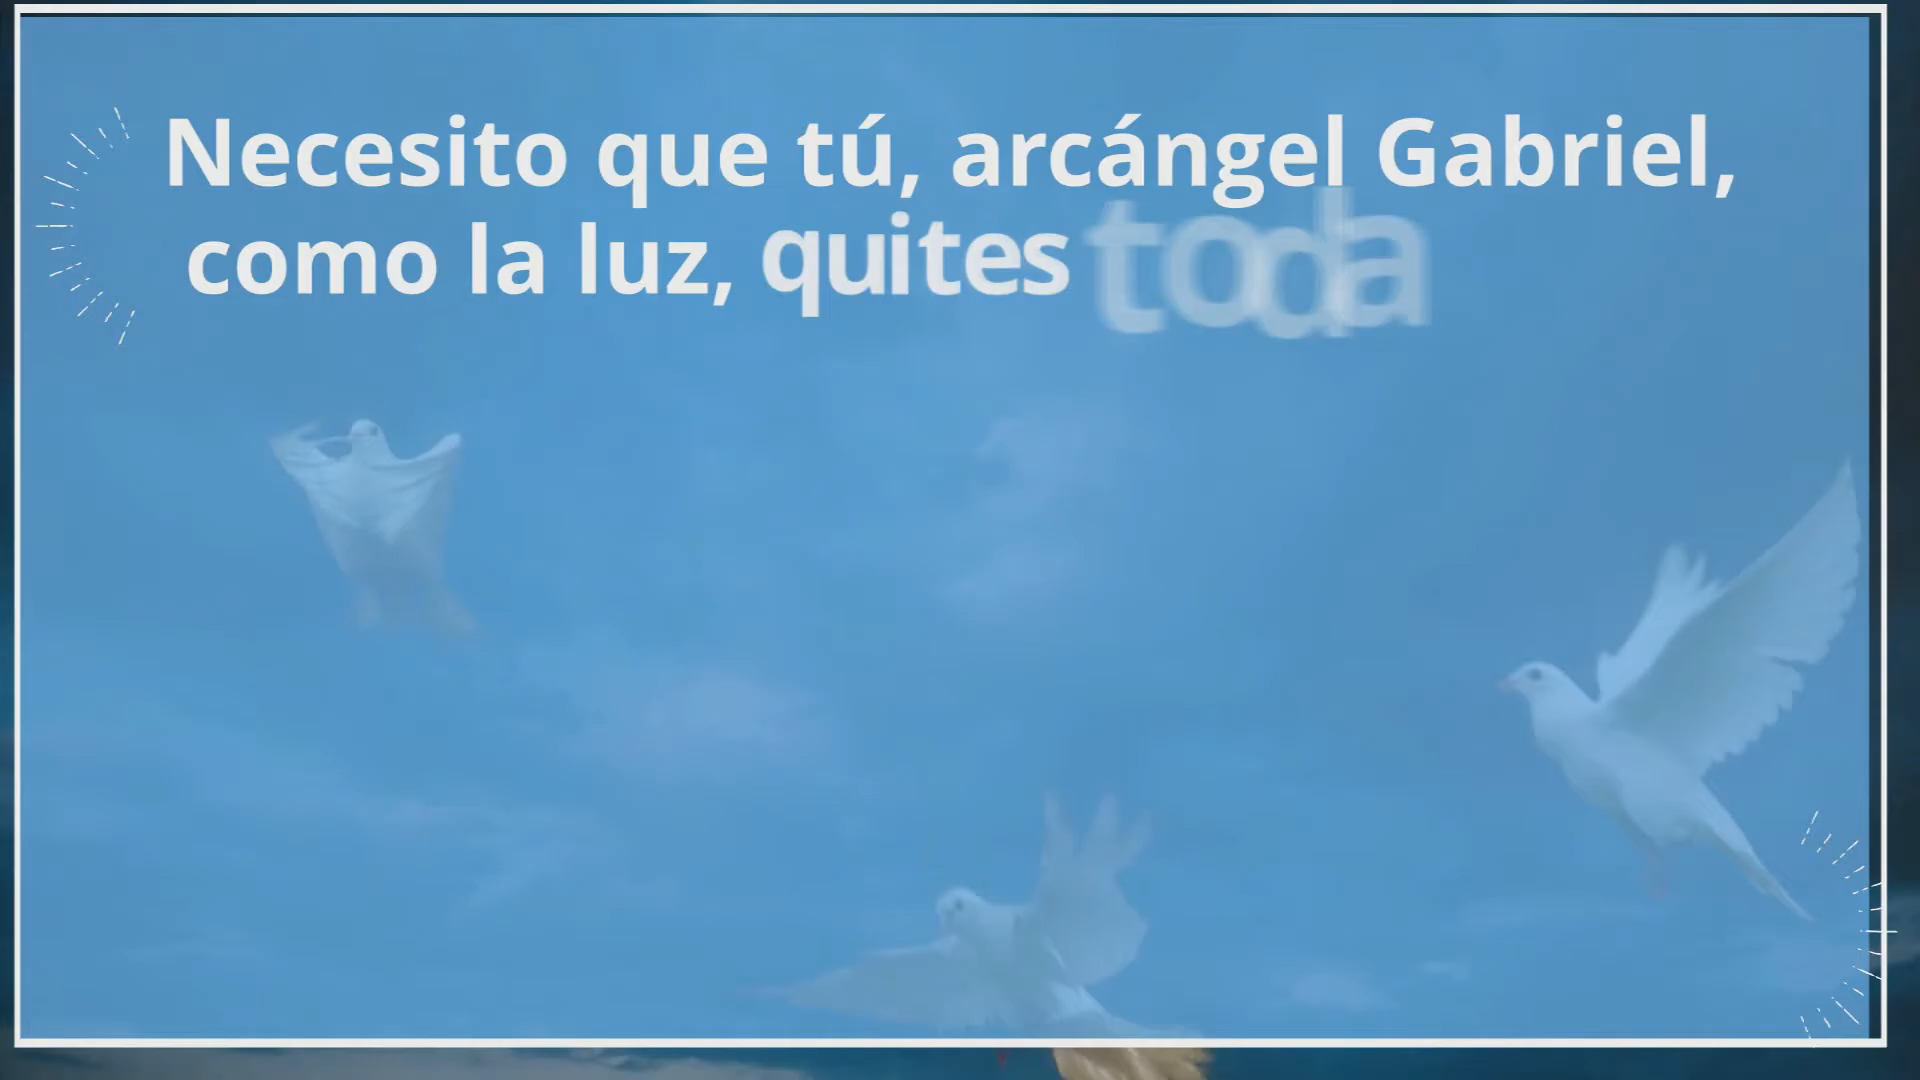 Necesito que tú, arcángel Gabriel,
como la luz, quites toda